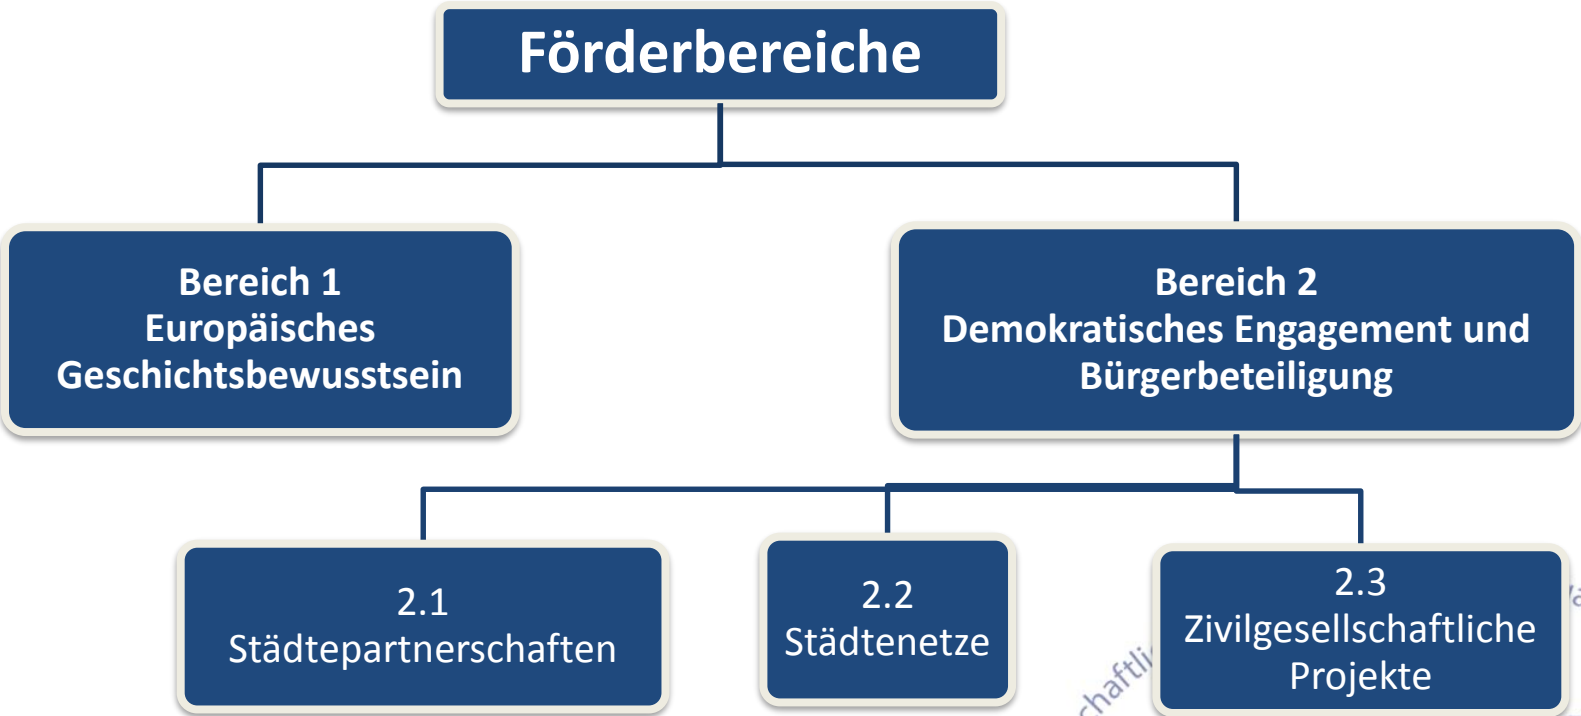 Förderbereiche
Bereich 1
Europäisches
Geschichtsbewusstsein
Bereich 2
Demokratisches Engagement und
Bürgerbeteiligung
2.1
Städtepartnerschaften
2.2
Städtenetze
2.3
Zivilgesellschaftliche
Projekte